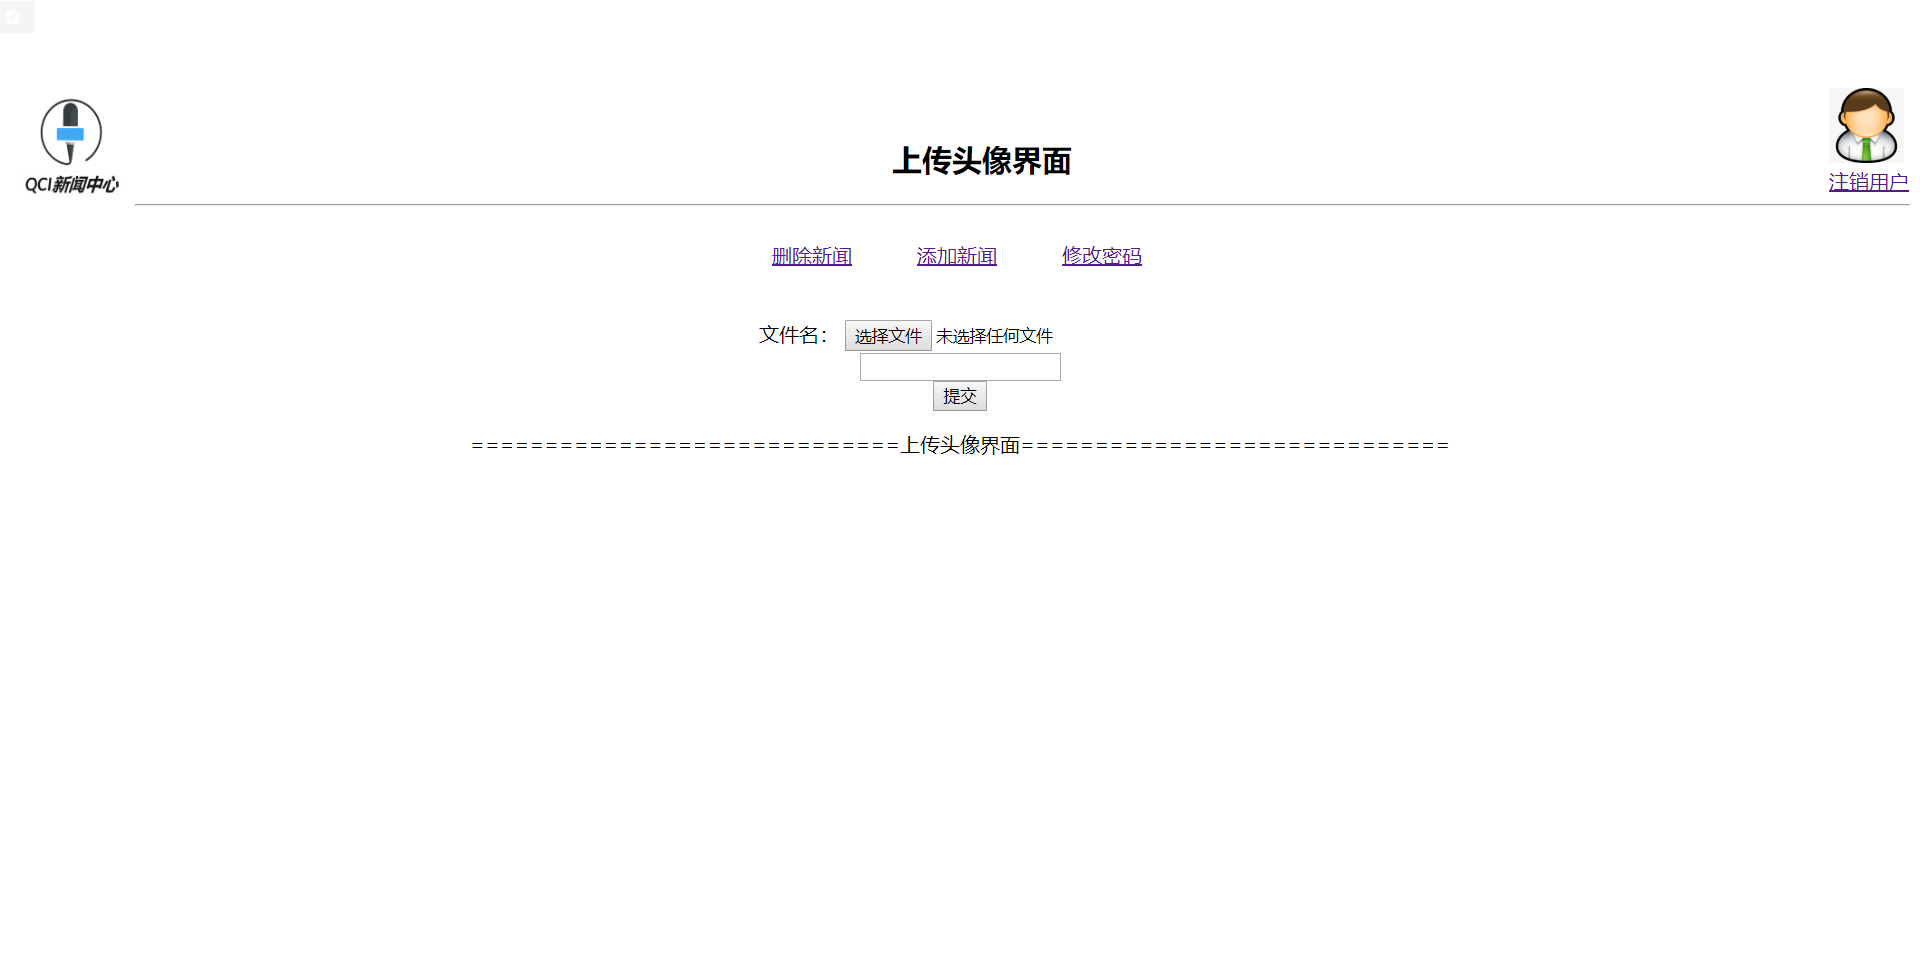 QCI新闻中心
上传头像界面
注销用户
删除新闻 添加新闻 修改密码
文件名： 选择文件 未选择任何文件
提交
=============================上传头像界面=============================